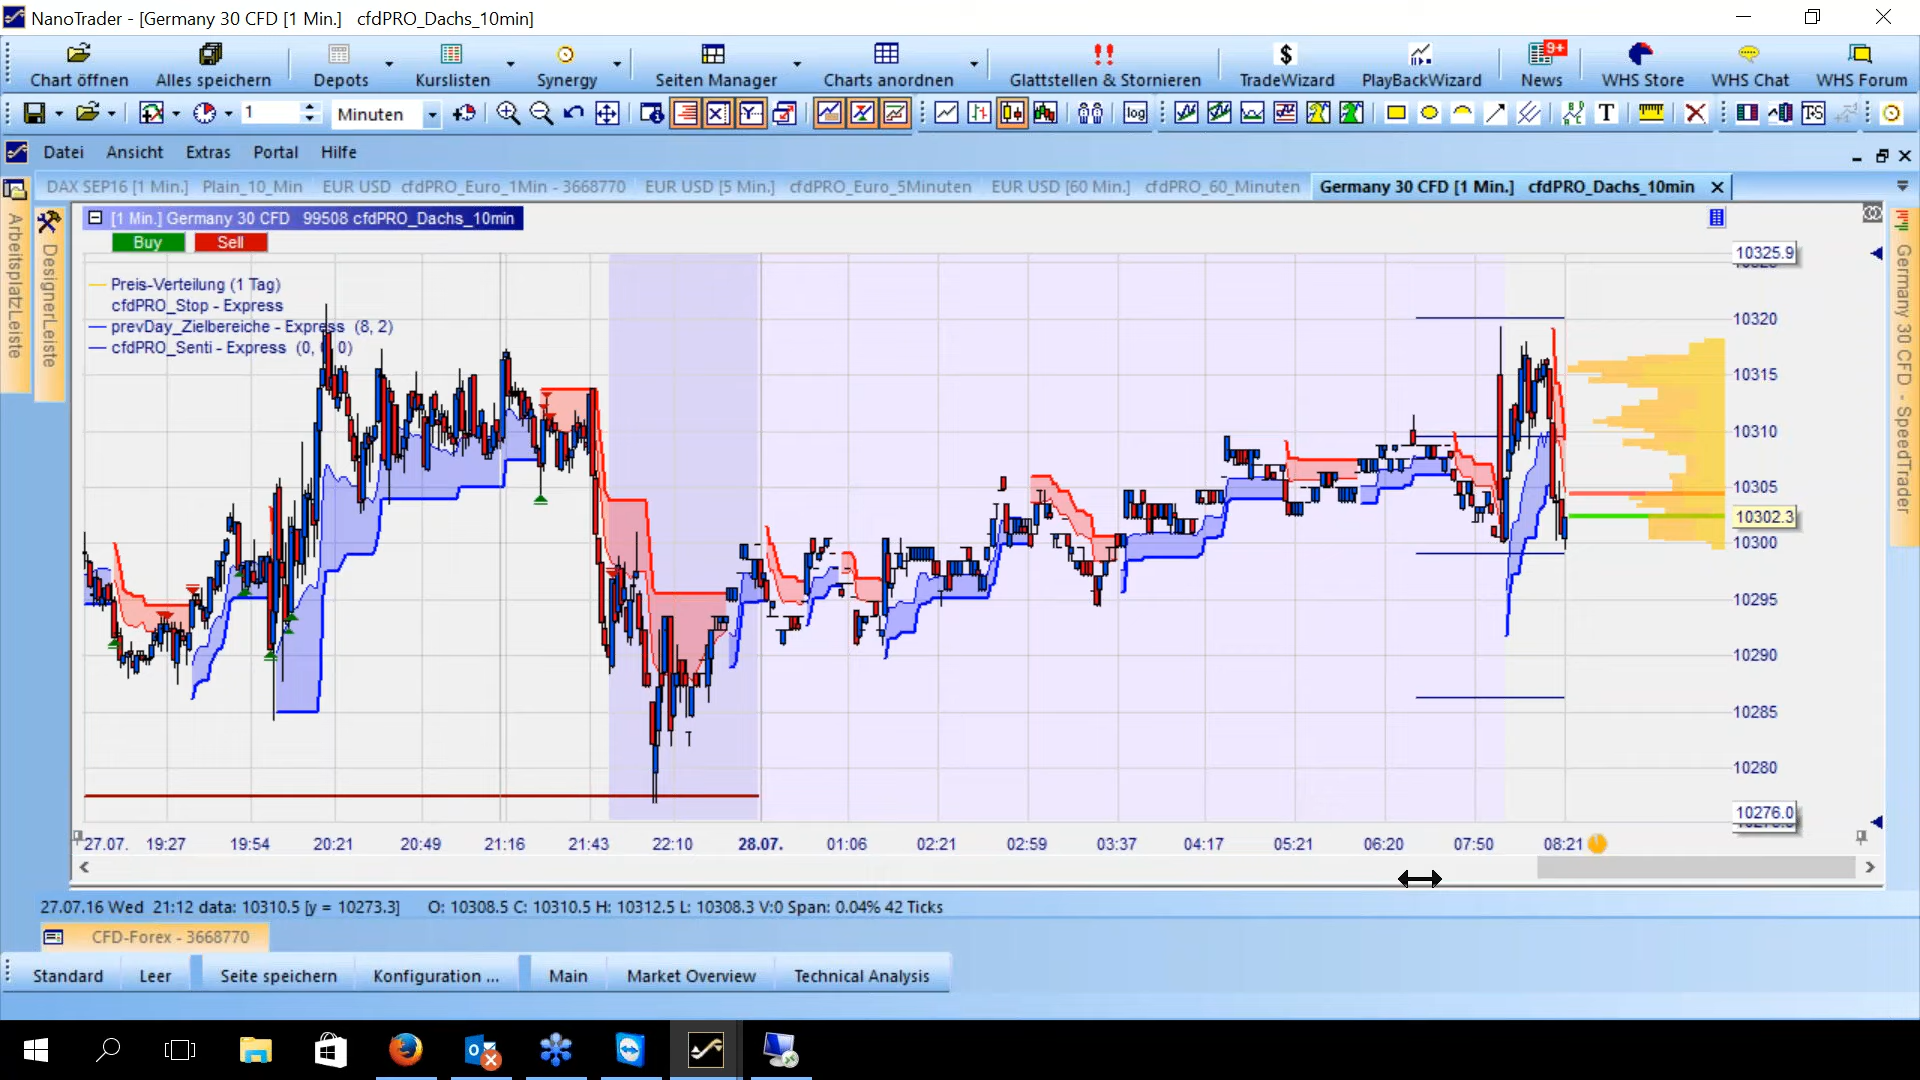 NanoTrader - [Germany 30 CFD [1 Min.]   cfdPRO_Dachs_10min]
Chart öffnen Alles speichern Depots Kurslisten Synergy Seiten Manager Charts anordnen Glattstellen & Stornieren TradeWizard PlayBackWizard 9+ News WHS Store WHS Chat WHS Forum
1 Minuten log T TS
Datei Ansicht Extras Portal Hilfe
DAX SEP16 [1 Min.] Plain_10_Min EUR USD cfdPRO_Euro_1Min - 3668770 EUR USD [5 Min.] cfdPRO_Euro_5Minuten EUR USD [60 Min.] cfdPRO_60_Minuten Germany 30 CFD [1 Min.] cfdPRO_Dachs_10min
ArbeitsplatzLeiste
DesignerLeiste
[1 Min.] Germany 30 CFD 99508 cfdPRO_Dachs_10min
Buy Sell
Preis-Verteilung (1 Tag)
cfdPRO_Stop - Express
prevDay_Zielbereiche - Express (8, 2)
cfdPRO_Senti - Express
10325.9
10320
10315
10310
10305
10302.3
10300
10295
10290
10285
10280
10276.0
Germany 30 CFD - SpeedTrader
27.07. 19:27 19:54 20:21 20:49 21:16 21:43 22:10 28.07. 01:06 02:21 02:59 03:37 04:17 05:21 06:20 07:50 08:21
27.07.16 Wed 21:12 data: 10310.5 [y = 10273.3] O: 10308.5 C: 10310.5 H: 10312.5 L: 10308.3 V:0 Span: 0.04% 42 Ticks
CFD-Forex - 3668770
Standard Leer Seite speichern Konfiguration ... Main Market Overview Technical Analysis